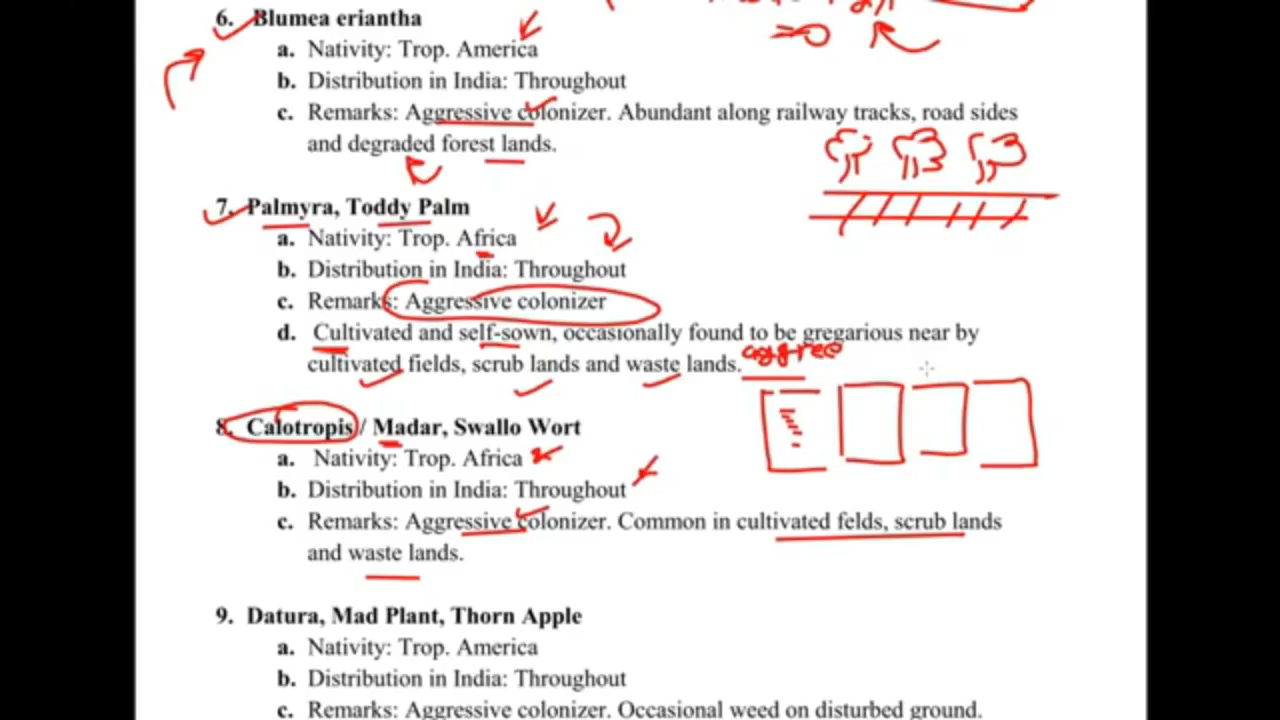 6. Blumea eriantha
a. Nativity: Trop. America
b. Distribution in India: Throughout
c. Remarks: Aggressive colonizer. Abundant along railway tracks, road sides
and degraded forest lands.
7. Palmyra, Toddy Palm
a. Nativity: Trop. Africa
b. Distribution in India: Throughout
c. Remarks: Aggressive colonizer
d. Cultivated and self-sown, occasionally found to be gregarious near by
cultivated fields, scrub lands and waste lands.
aggree
8. Calotropis / Madar, Swallo Wort
a. Nativity: Trop. Africa
b. Distribution in India: Throughout
c. Remarks: Aggressive colonizer. Common in cultivated felds, scrub lands
and waste lands.
9. Datura, Mad Plant, Thorn Apple
a. Nativity: Trop. America
b. Distribution in India: Throughout
c. Remarks: Aggressive colonizer. Occasional weed on disturbed ground.